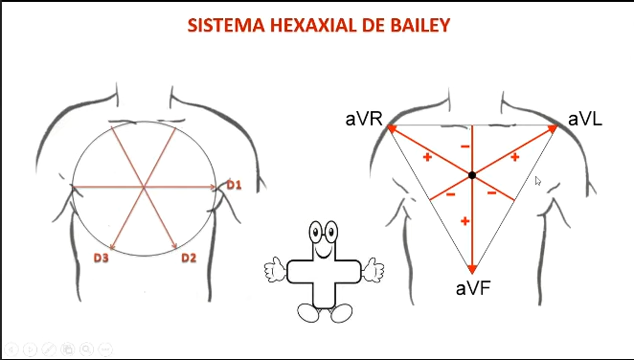 SISTEMA HEXAXIAL DE BAILEY
D1
D3
D2
aVR
aVL
+
−
+
−
−
+
aVF